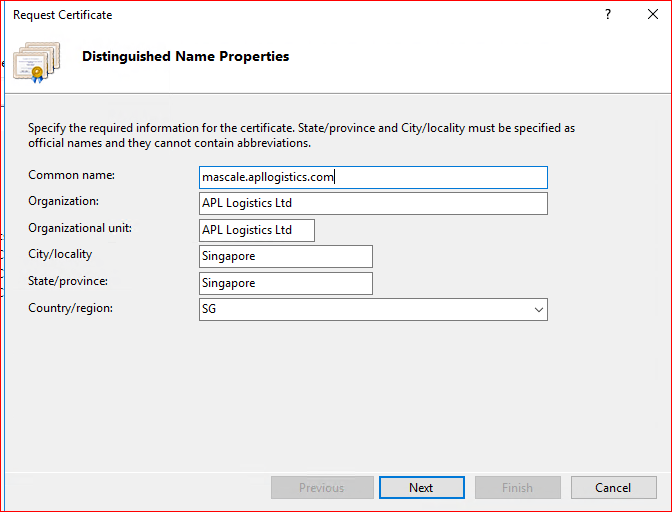 Request Certificate
?
Distinguished Name Properties
Specify the required information for the certificate. State/province and City/locality must be specified as
official names and they cannot contain abbreviations.
Common name: mascale.apllogistics.com
Organization: APL Logistics Ltd
Organizational unit: APL Logistics Ltd
City/locality Singapore
State/province: Singapore
Country/region: SG
Previous Next Finish Cancel